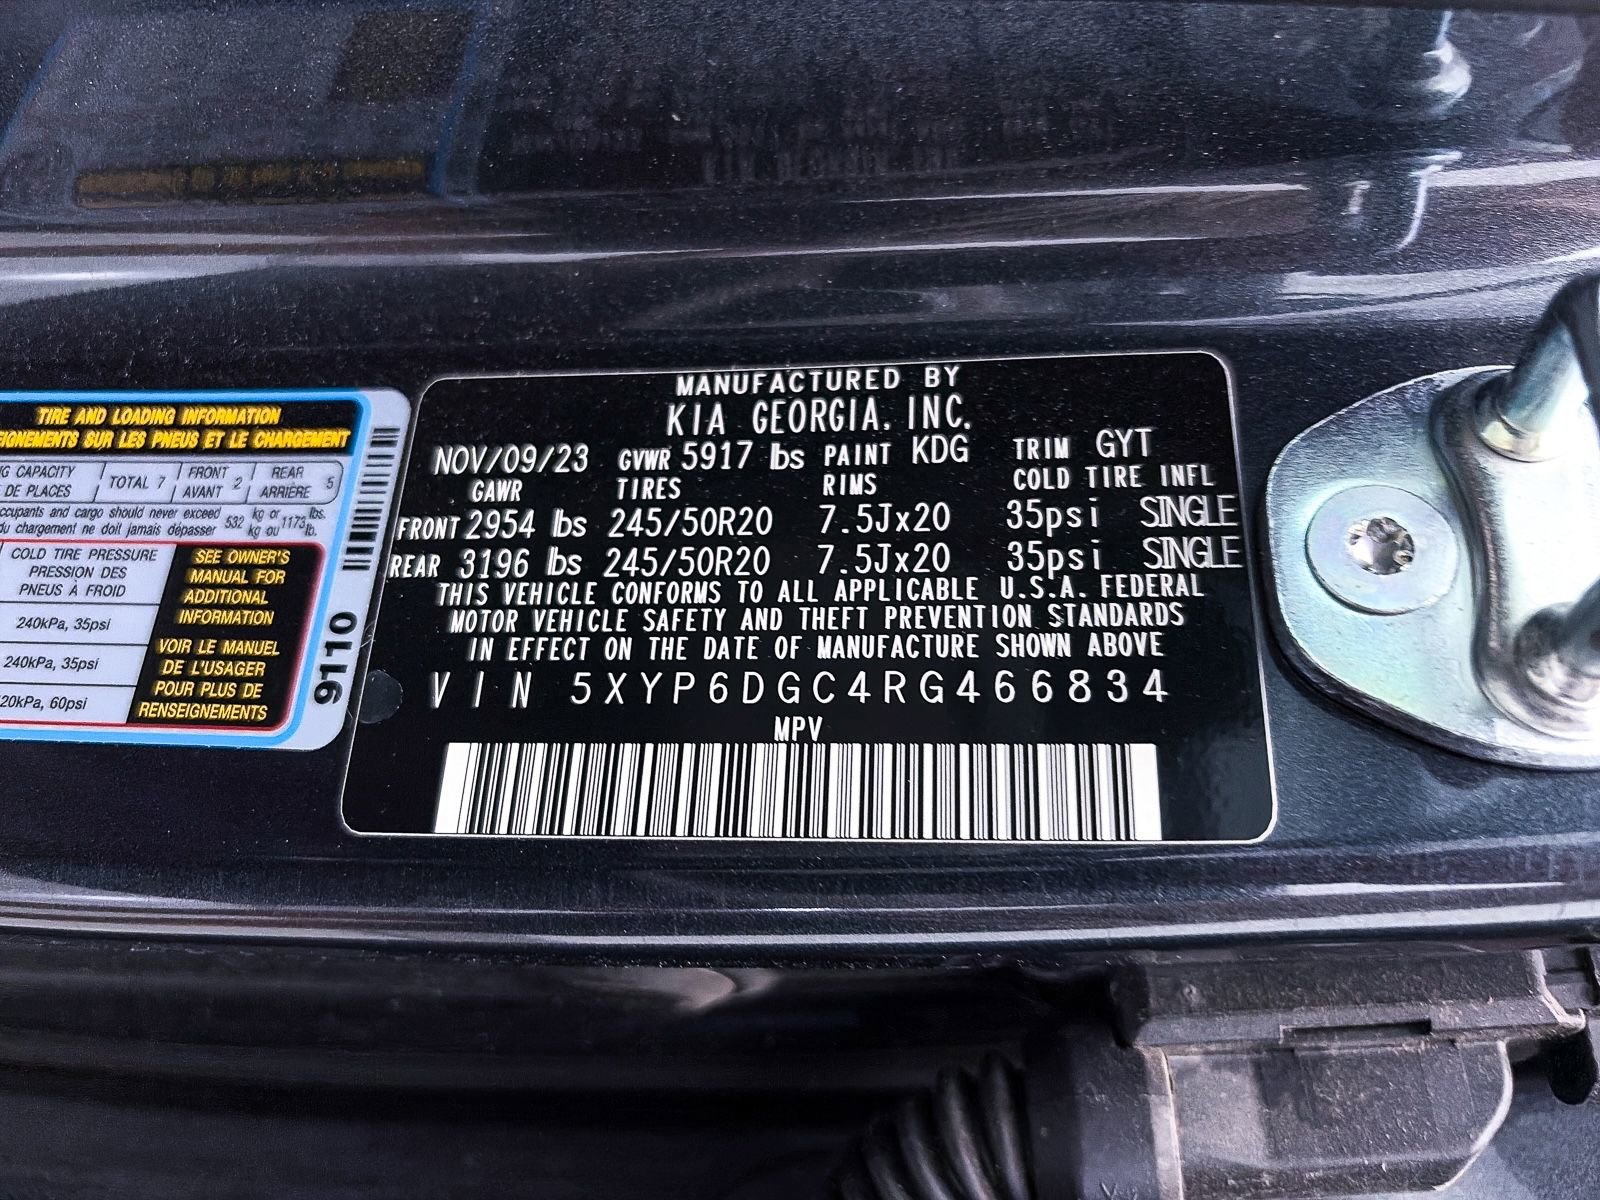 TIRE AND LOADING INFORMATION
SUR LES PNEUS ET LE CHARGEMENT
CAPACITY
DE PLACES
TOTAL 7
FRONT
AVANT
2
REAR
ARRIÈRE
5
and cargo should never exceed
du chargement ne doit jamais dépasser
532
kg or
kg ou
1173
lbs.
lb.
COLD TIRE PRESSURE
PRESSION DES
PNEUS À FROID
240kPa, 35psi
240kPa, 35psi
60psi
SEE OWNER'S
MANUAL FOR
ADDITIONAL
INFORMATION
VOIR LE MANUEL
DE L'USAGER
POUR PLUS DE
RENSEIGNEMENTS
9110
MANUFACTURED BY
KIA GEORGIA. INC.
NOV/09/23 GVWR 5917 lbs PAINT KDG TRIM GYT
GAWR TIRES RIMS COLD TIRE INFL
FRONT 2954 lbs 245/50R20 7.5Jx20 35psi SINGLE
REAR 3196 lbs 245/50R20 7.5Jx20 35psi SINGLE
THIS VEHICLE CONFORMS TO ALL APPLICABLE U.S.A. FEDERAL
MOTOR VEHICLE SAFETY AND THEFT PREVENTION STANDARDS
IN EFFECT ON THE DATE OF MANUFACTURE SHOWN ABOVE
VIN 5XYP6DGC4RG466834
MPV